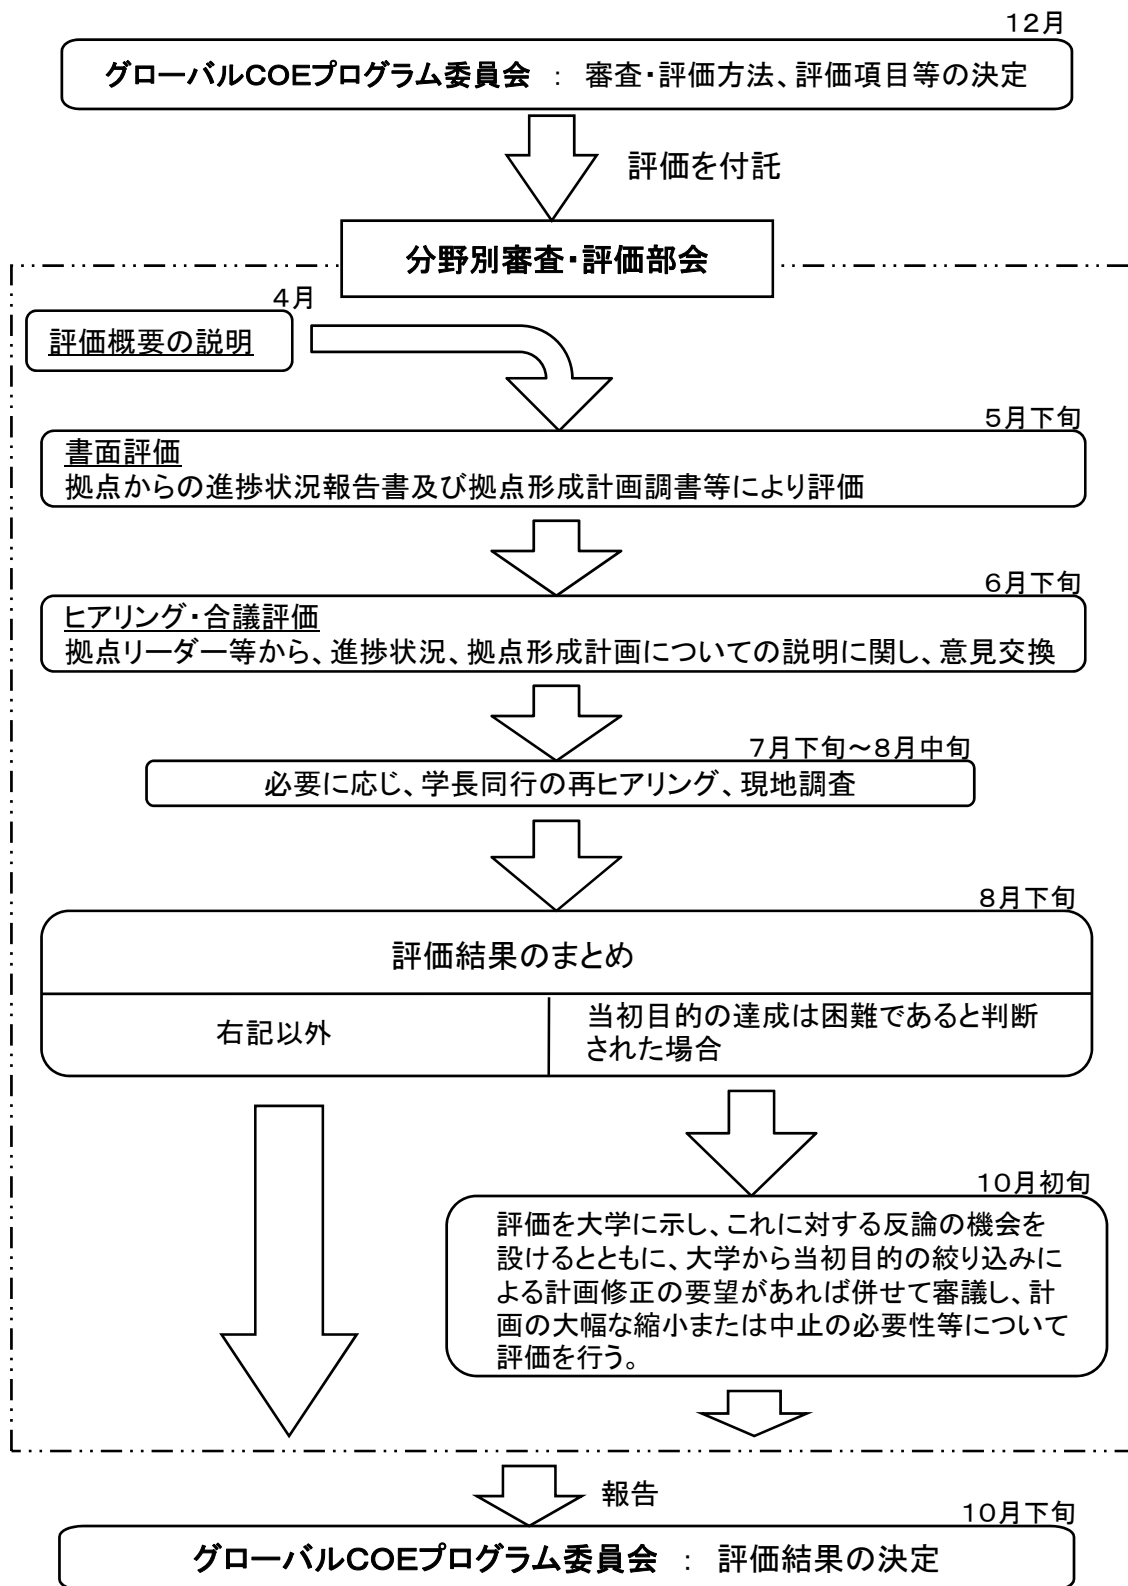 12月
グローバルCOEプログラム委員会 : 審査・評価方法、評価項目等の決定
評価を付託
分野別審査・評価部会
4月
評価概要の説明
5月下旬
書面評価
拠点からの進捗状況報告書及び拠点形成計画調書等により評価
6月下旬
ヒアリング・合議評価
拠点リーダー等から、進捗状況、拠点形成計画についての説明に関し、意見交換
7月下旬～8月中旬
必要に応じ、学長同行の再ヒアリング、現地調査
8月下旬
評価結果のまとめ
右記以外
当初目的の達成は困難であると判断
された場合
10月初旬
評価を大学に示し、これに対する反論の機会を
設けるとともに、大学から当初目的の絞り込みに
よる計画修正の要望があれば併せて審議し、計
画の大幅な縮小または中止の必要性等について
評価を行う。
報告
10月下旬
グローバルCOEプログラム委員会 : 評価結果の決定